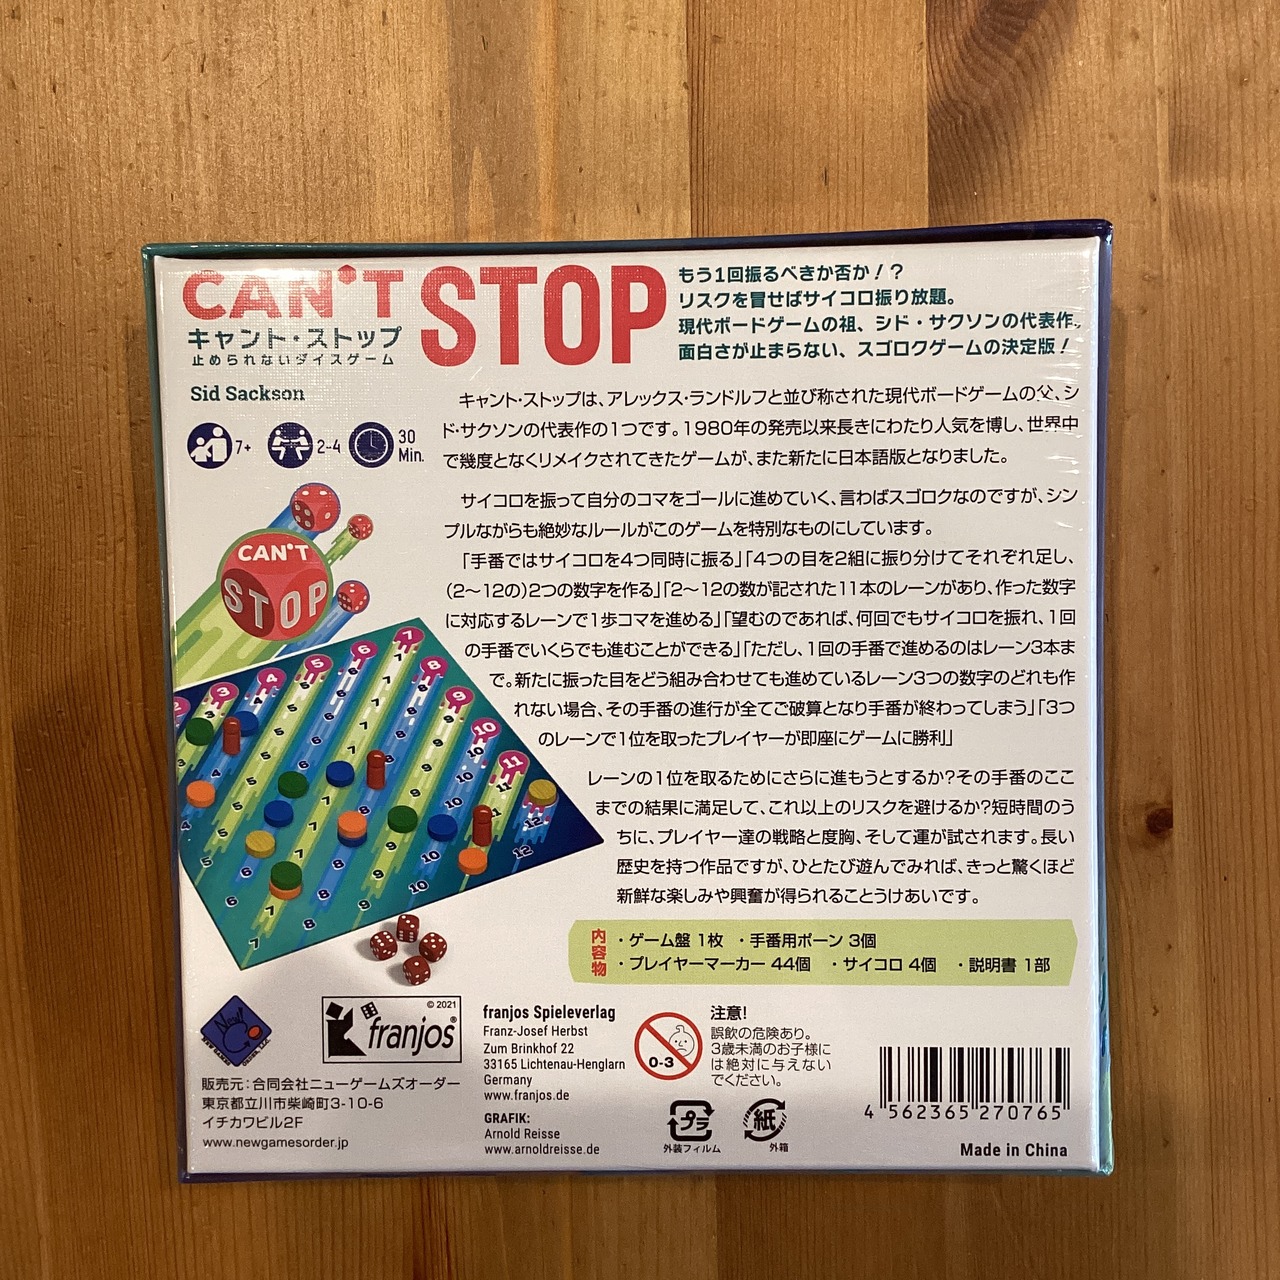 CAN'T STOP
キャント・ストップ
止められないダイスゲーム
もう1回振るべきか否か！？
リスクを冒せばサイコロ振り放題。
現代ボードゲームの祖、シド・サクソンの代表作。
面白さが止まらない、スゴロクゲームの決定版！
Sid Sackson
7+
2-4
30 Min.
キャント・ストップは、アレックス・ランドルフと並び称された現代ボードゲームの父、シ
ド・サクソンの代表作の1つです。1980年の発売以来長きにわたり人気を博し、世界中
で幾度となくリメイクされてきたゲームが、また新たに日本語版となりました。
サイコロを振って自分のコマをゴールに進めていく、言わばスゴロクなのですが、シン
プルながらも絶妙なルールがこのゲームを特別なものにしています。
「手番ではサイコロを4つ同時に振る」「4つの目を2組に振り分けてそれぞれ足し、
(2～12の)2つの数字を作る」「2～12の数が記された11本のレーンがあり、作った数字
に対応するレーンで1歩コマを進める」「望むのであれば、何回でもサイコロを振れ、1回
の手番でいくらでも進むことができる」「ただし、1回の手番で進めるのはレーン3本ま
で。新たに振った目をどう組み合わせても進めているレーン3つの数字のどれも作
れない場合、その手番の進行が全てご破算となり手番が終わってしまう」「3つ
のレーンで1位を取ったプレイヤーが即座にゲームに勝利」
レーンの1位を取るためにさらに進もうとするか?その手番のここ
までの結果に満足して、これ以上のリスクを避けるか?短時間のう
ちに、プレイヤー達の戦略と度胸、そして運が試されます。長い
歴史を持つ作品ですが、ひとたび遊んでみれば、きっと驚くほど
新鮮な楽しみや興奮が得られることうけあいです。
CAN'T
STOP
2 3 4 5 6 7 8 9 10 11 12
内容物
・ゲーム盤 1枚 ・手番用ポーン 3個
・プレイヤーマーカー 44個 ・サイコロ 4個 ・説明書 1部
New!
NEW GAMES ORDER, LLC.
© 2021
franjos®
販売元：合同会社ニューゲームズオーダー
東京都立川市柴崎町3-10-6
イチカワビル2F
www.newgamesorder.jp
franjos Spieleverlag
Franz-Josef Herbst
Zum Brinkhof 22
33165 Lichtenau-Henglarn
Germany
www.franjos.de
GRAFIK:
Arnold Reisse
www.arnoldreisse.de
0-3
注意!
誤飲の危険あり。
3歳未満のお子様に
は絶対に与えない
でください。
プラ
外装フィルム
紙
外箱
4 562365 270765
Made in China